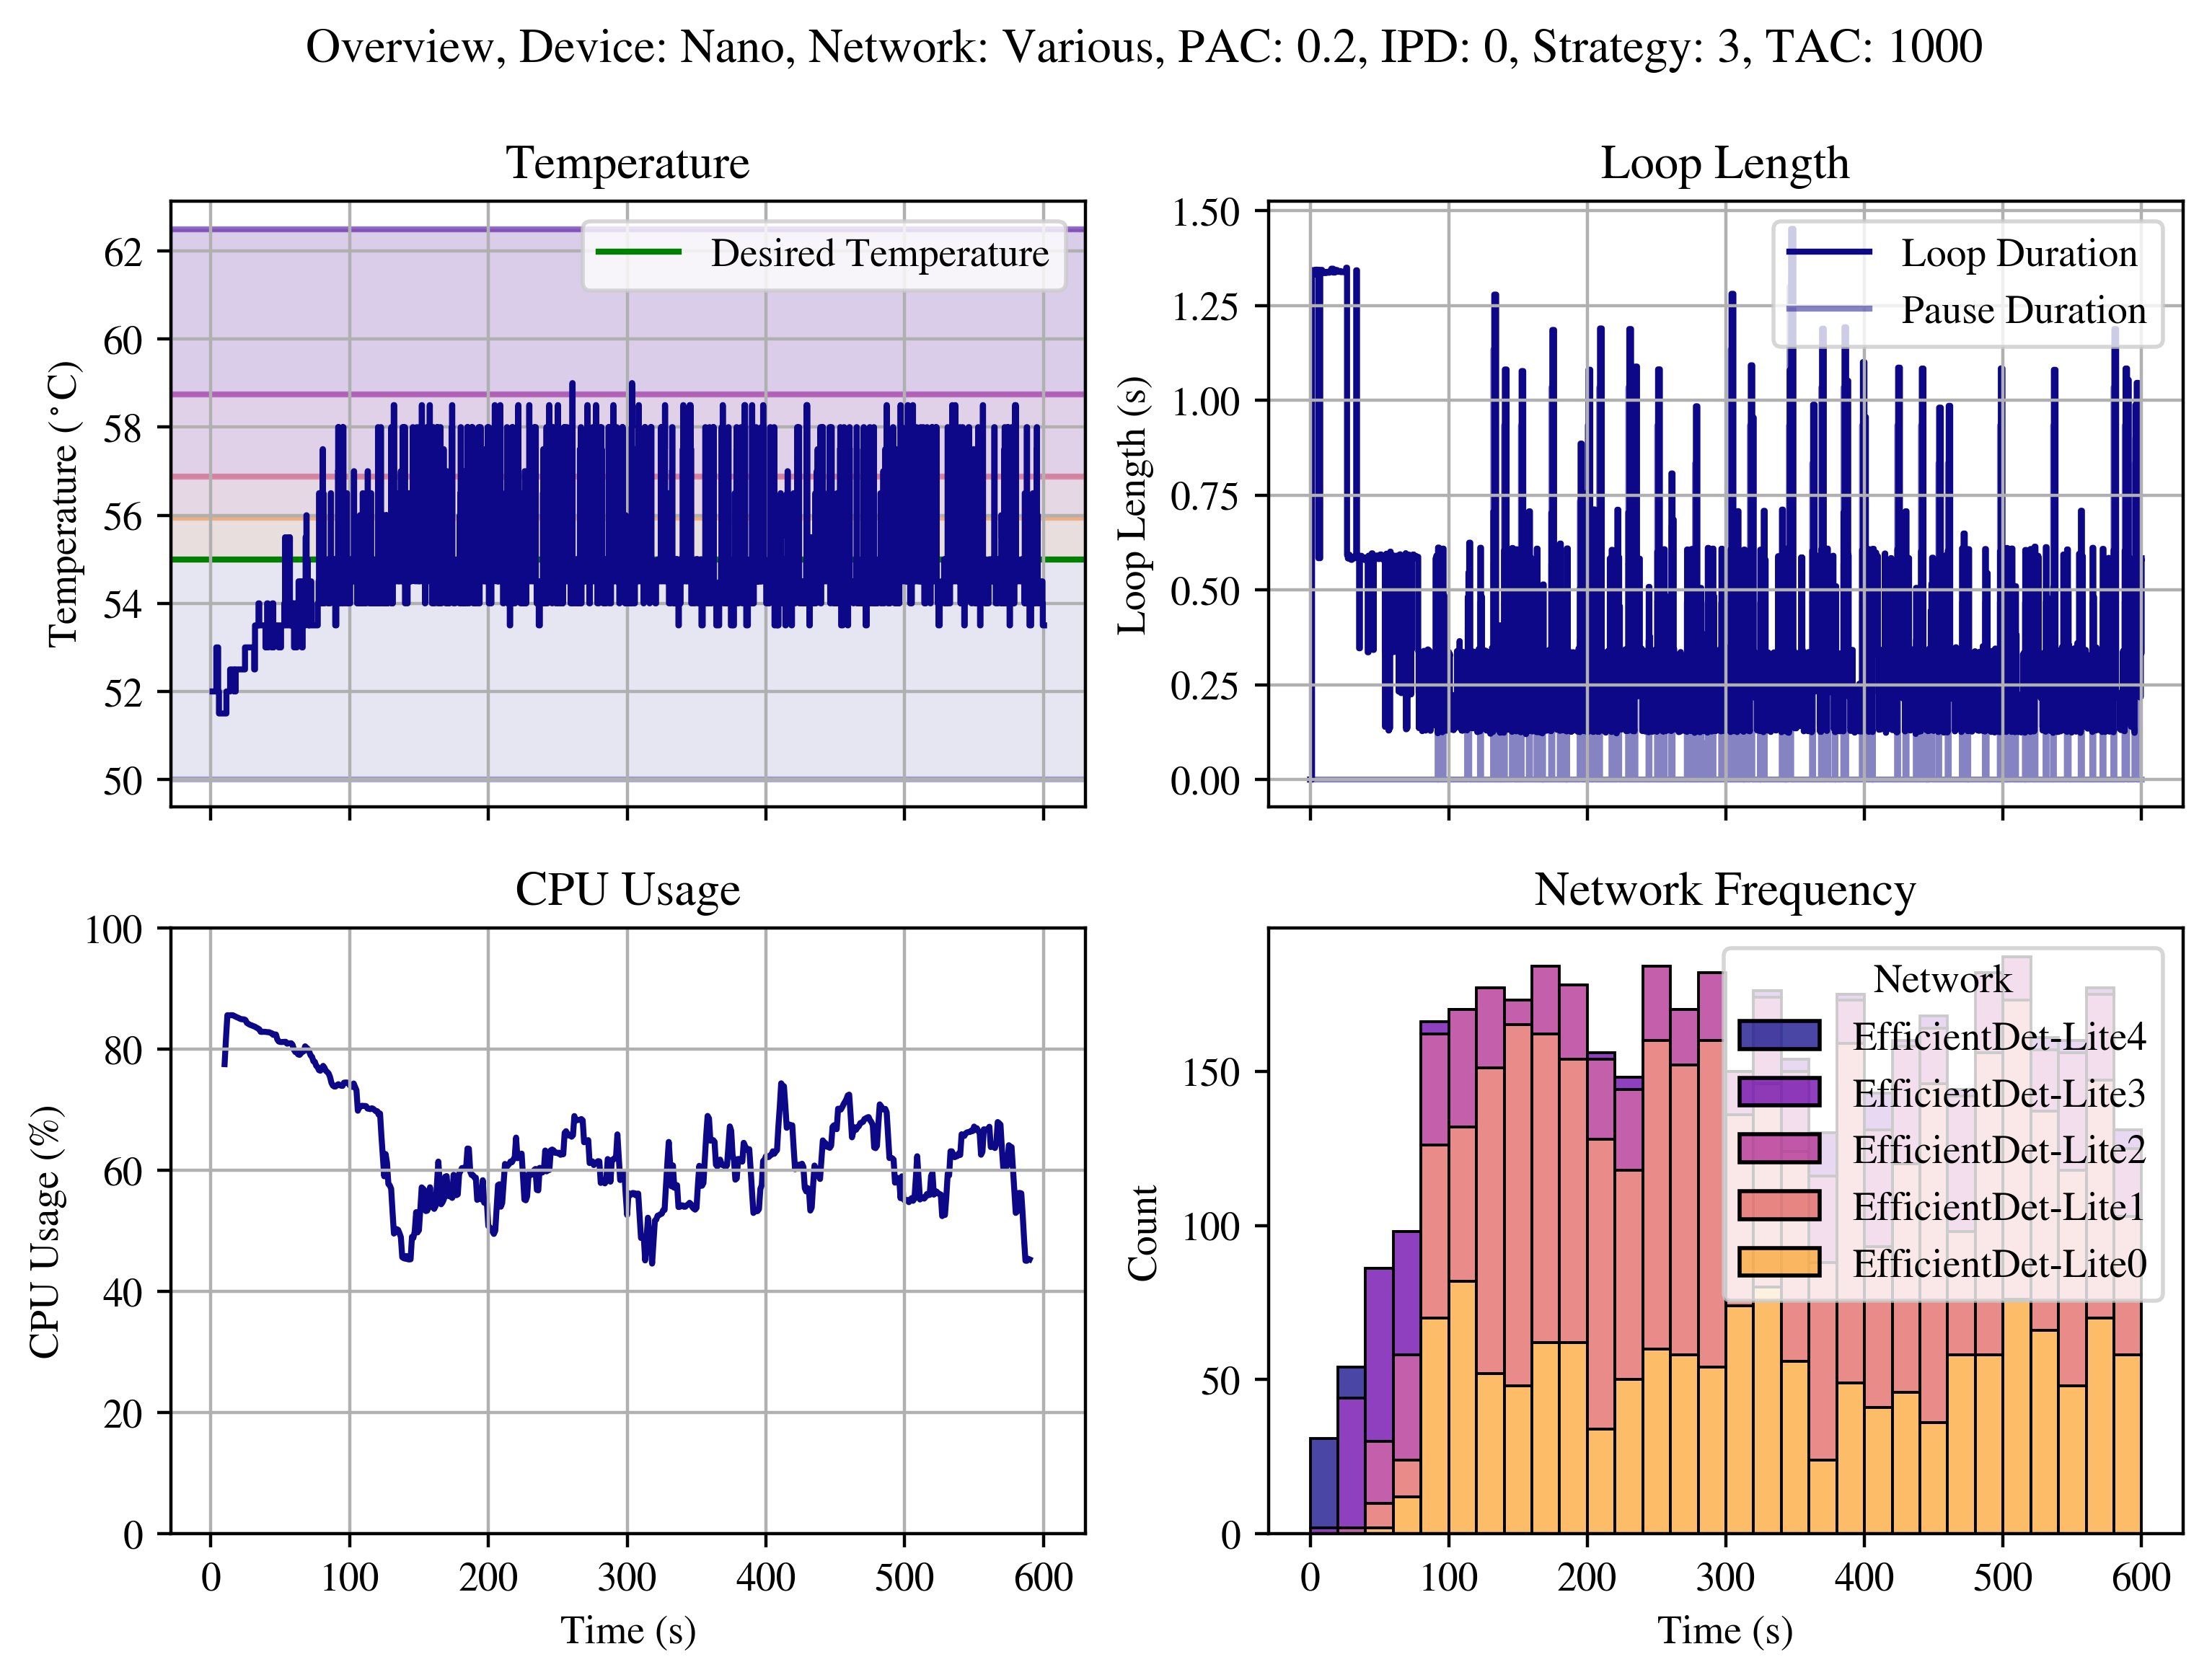 Overview, Device: Nano, Network: Various, PAC: 0.2, IPD: 0, Strategy: 3, TAC: 1000
Temperature
Temperature (°C)
62
60
58
56
54
52
50
Desired Temperature
Loop Length
Loop Length (s)
1.50
1.25
1.00
0.75
0.50
0.25
0.00
Loop Duration
Pause Duration
CPU Usage
CPU Usage (%)
100
80
60
40
20
0
0 100 200 300 400 500 600
Time (s)
Network Frequency
Count
150
100
50
0
Network
EfficientDet-Lite4
EfficientDet-Lite3
EfficientDet-Lite2
EfficientDet-Lite1
EfficientDet-Lite0
0 100 200 300 400 500 600
Time (s)